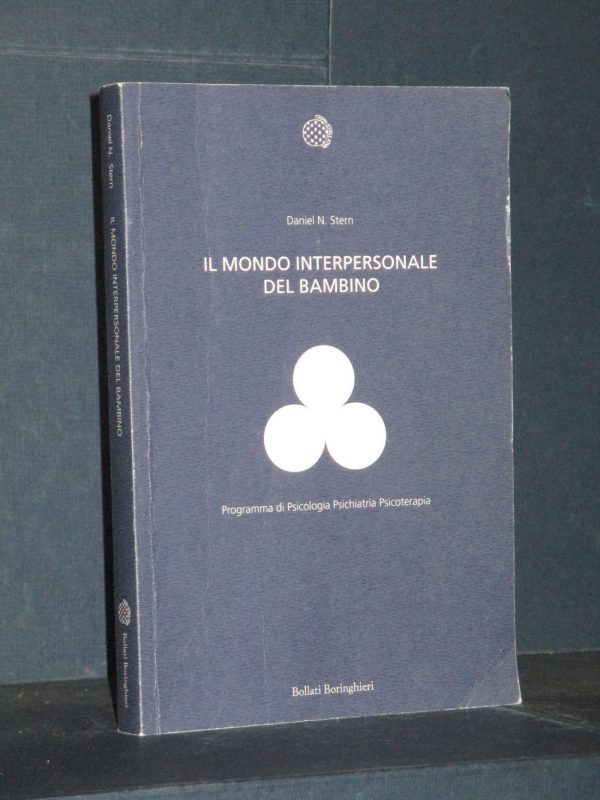 Daniel N. Stern
IL MONDO INTERPERSONALE
DEL BAMBINO
Programma di Psicologia Psichiatria Psicoterapia
Bollati Boringhieri
Daniel N. Stern IL MONDO INTERPERSONALE DEL BAMBINO
Bollati Boringhieri